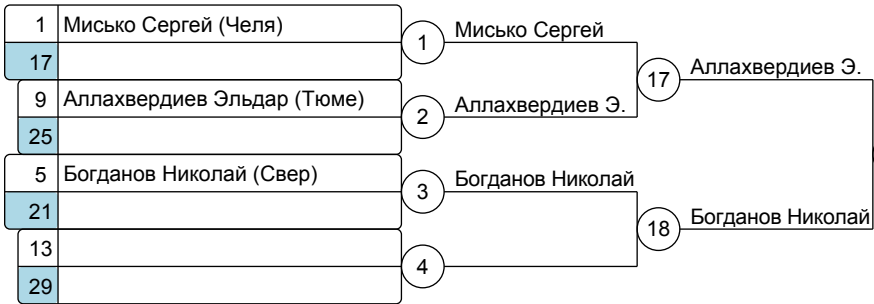 1 Мисько Сергей (Челя)
17
1 Мисько Сергей
9 Аллахвердиев Эльдар (Тюме)
25
2 Аллахвердиев Э.
17 Аллахвердиев Э.
5 Богданов Николай (Свер)
21
3 Богданов Николай
13
29
4
18 Богданов Николай